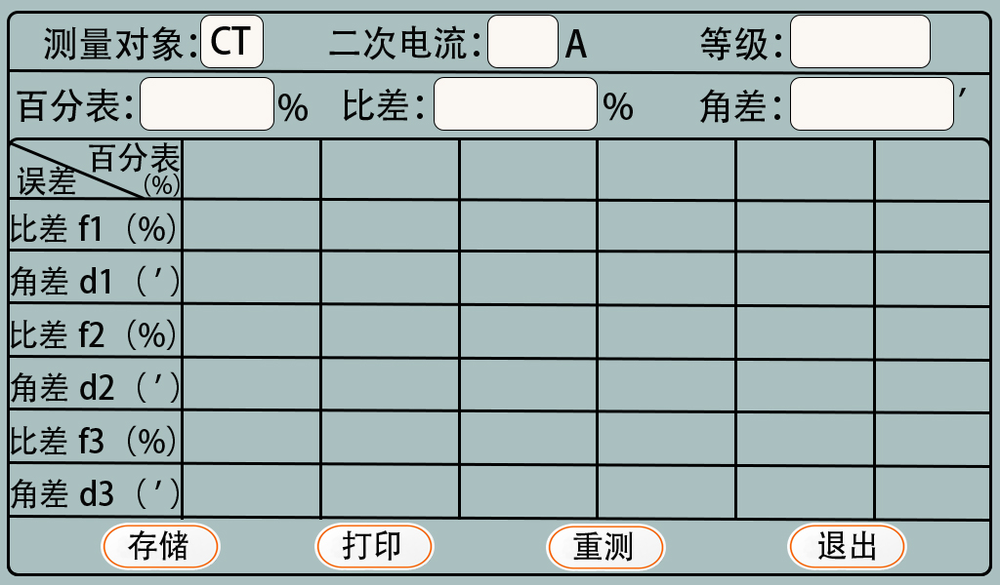 测量对象：CT 二次电流： A 等级：
百分表： % 比差： % 角差： ′
百分表
(%)
误差
比差 f1（%）
角差 d1（′）
比差 f2（%）
角差 d2（′）
比差 f3（%）
角差 d3（′）
存储 打印 重测 退出